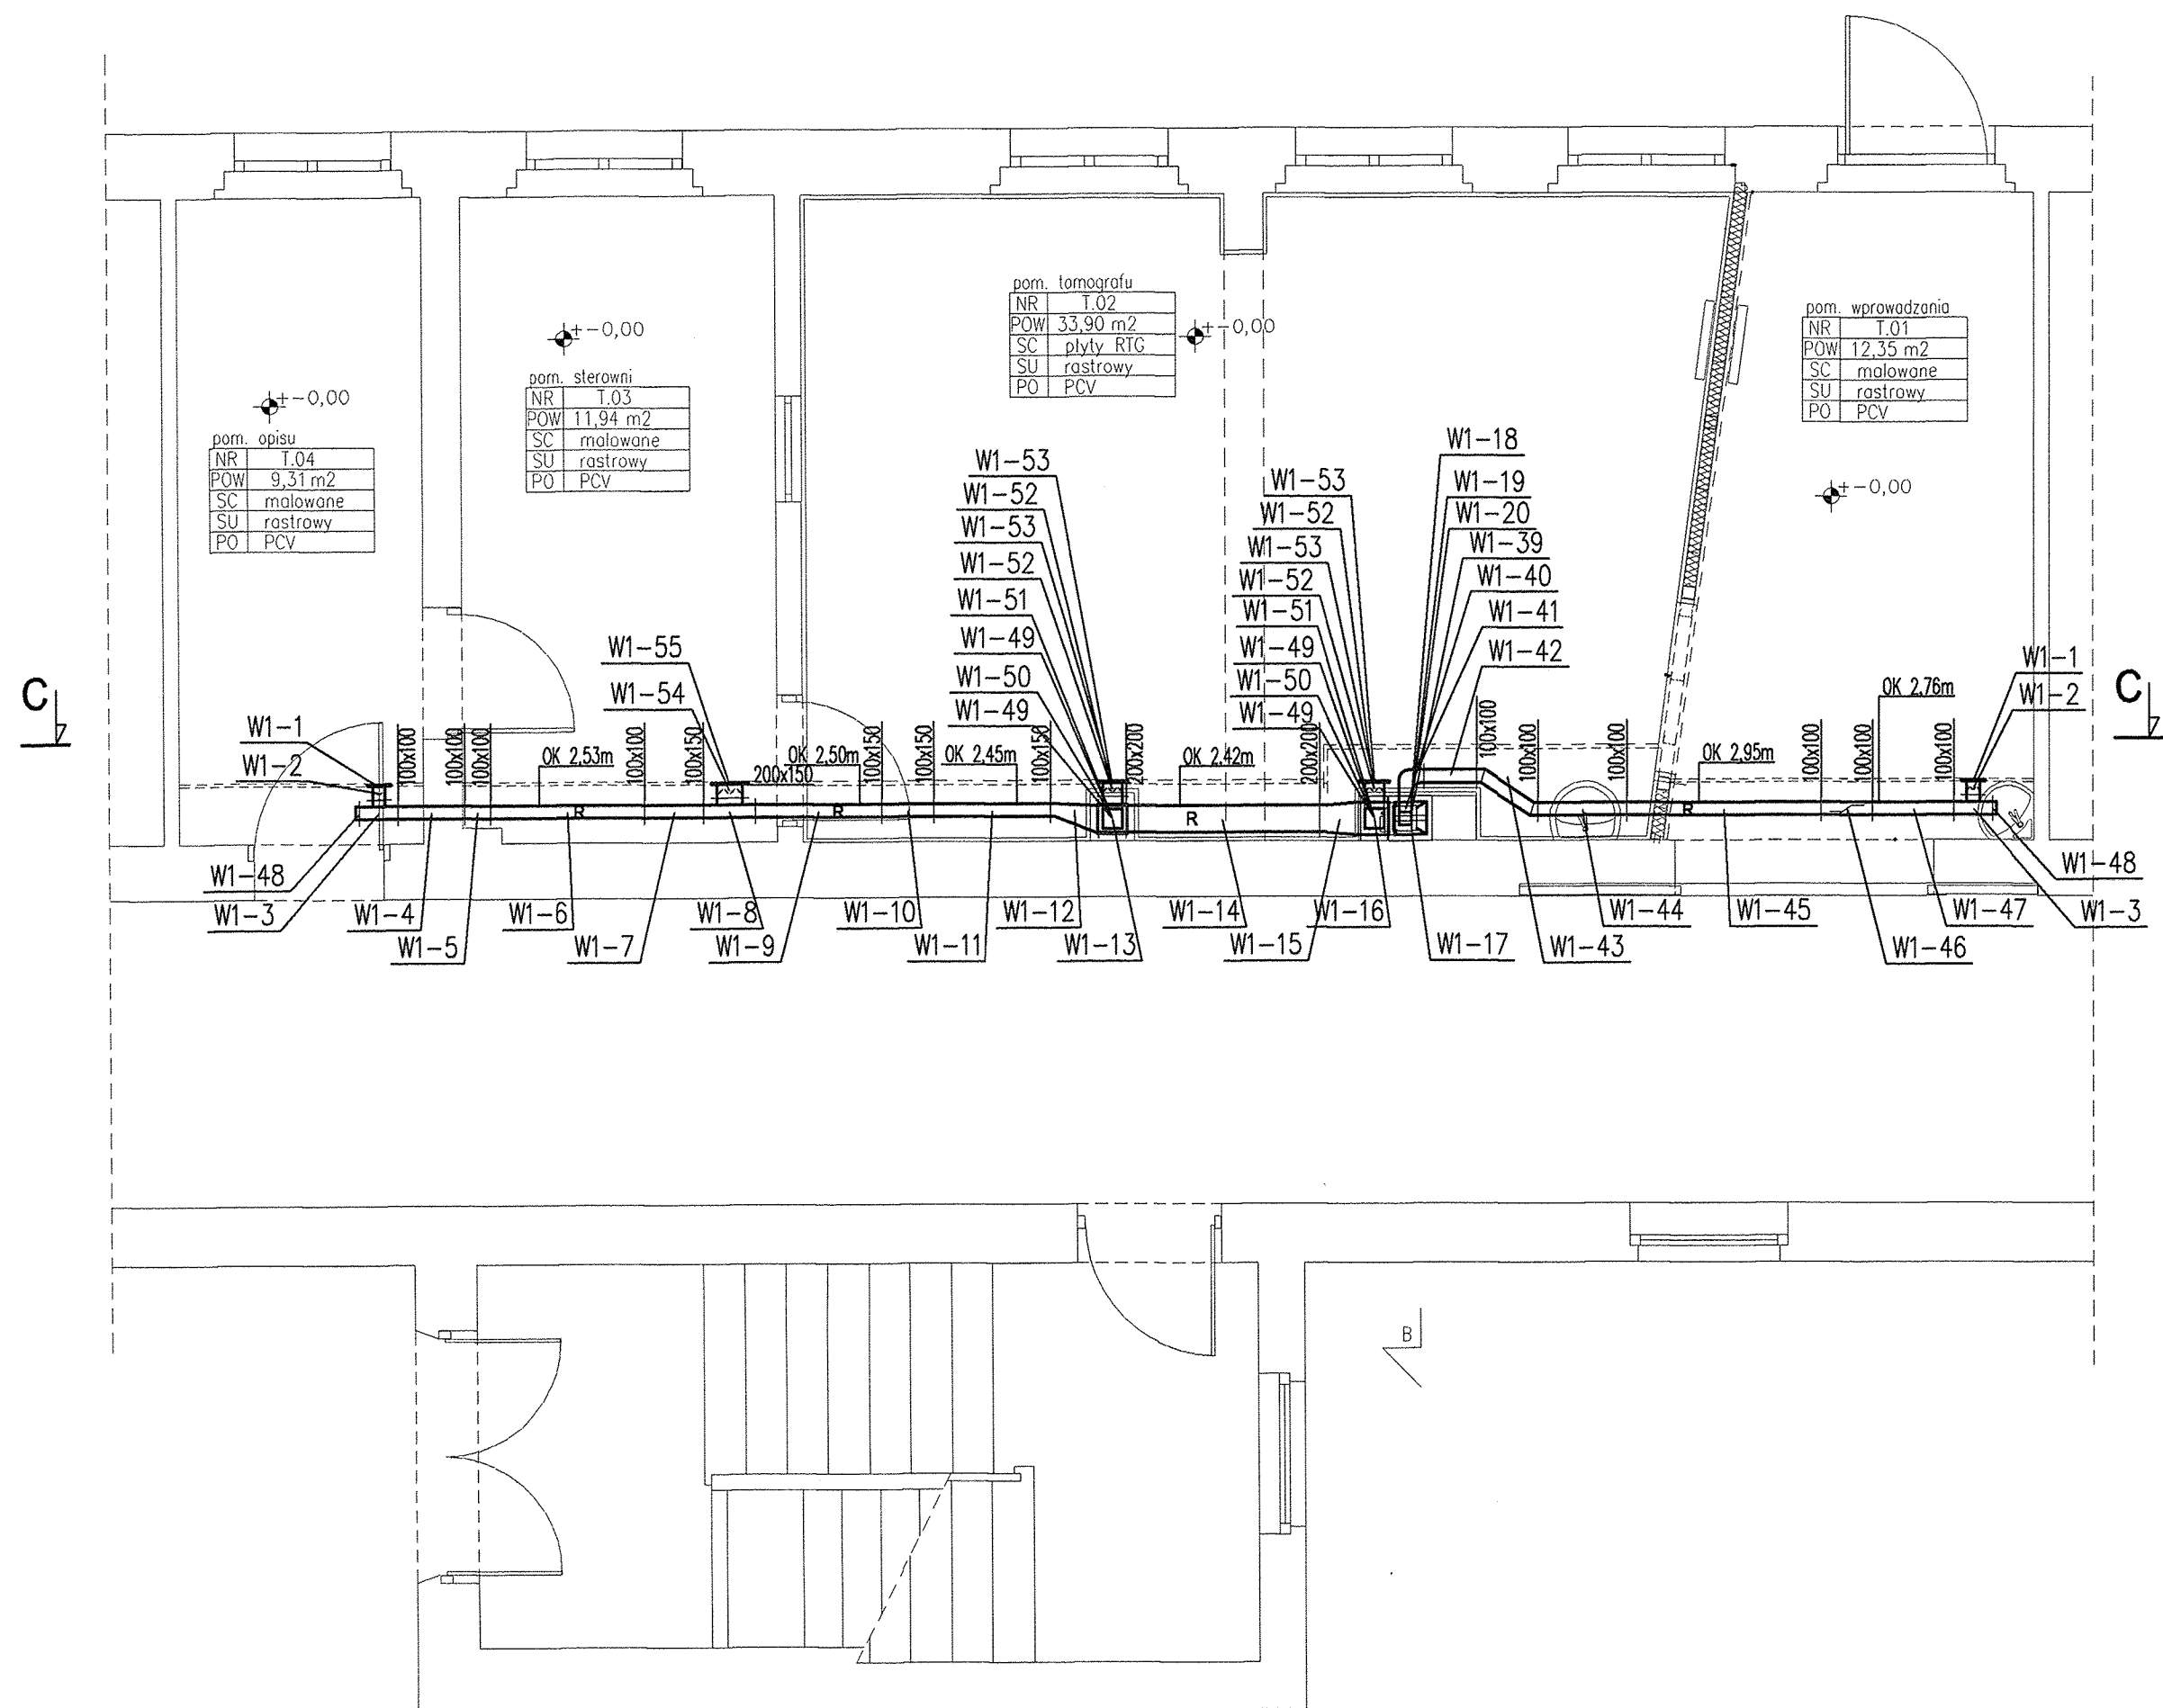 pom. tomografu
NR T.02
POW 33,90 m2
SC płyty RTG
SU rastrowy
PO PCV
+-0,00
pom. wprowadzania
NR T.01
POW 12,35 m2
SC malowane
SU rastrowy
PO PCV
+-0,00
pom. sterowni
NR T.03
POW 11,94 m2
SC malowane
SU rastrowy
PO PCV
+-0,00
pom. opisu
NR T.04
POW 9,31 m2
SC malowane
SU rastrowy
PO PCV
+-0,00
W1-53
W1-52
W1-53
W1-52
W1-51
W1-49
W1-50
W1-49
W1-53
W1-52
W1-53
W1-52
W1-51
W1-49
W1-50
W1-49
W1-18
W1-19
W1-20
W1-39
W1-40
W1-41
W1-42
W1-55
W1-54
W1-1
W1-2
W1-1
W1-2
C
C
100x100
100x100
100x100
OK 2,53m
100x100
100x150
200x150
OK 2,50m
100x150
100x150
OK 2,45m
100x150
200x200
OK 2,42m
200x200
100x100
100x100
100x100
OK 2,95m
100x100
100x100
OK 2,76m
100x100
R
R
R
R
W1-48
W1-3
W1-4
W1-5
W1-6
W1-7
W1-8
W1-9
W1-10
W1-11
W1-12
W1-13
W1-14
W1-15
W1-16
W1-17
W1-43
W1-44
W1-45
W1-46
W1-47
W1-3
W1-48
B